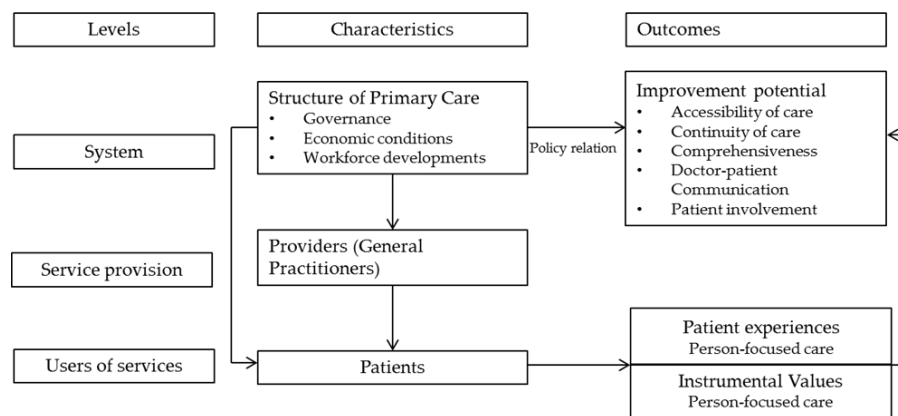 Levels
Characteristics
Outcomes
System
Structure of Primary Care
• Governance
• Economic conditions
• Workforce developments
Policy relation
Improvement potential
• Accessibility of care
• Continuity of care
• Comprehensiveness
• Doctor-patient
Communication
• Patient involvement
Service provision
Providers (General
Practitioners)
Users of services
Patients
Patient experiences
Person-focused care
Instrumental Values
Person-focused care